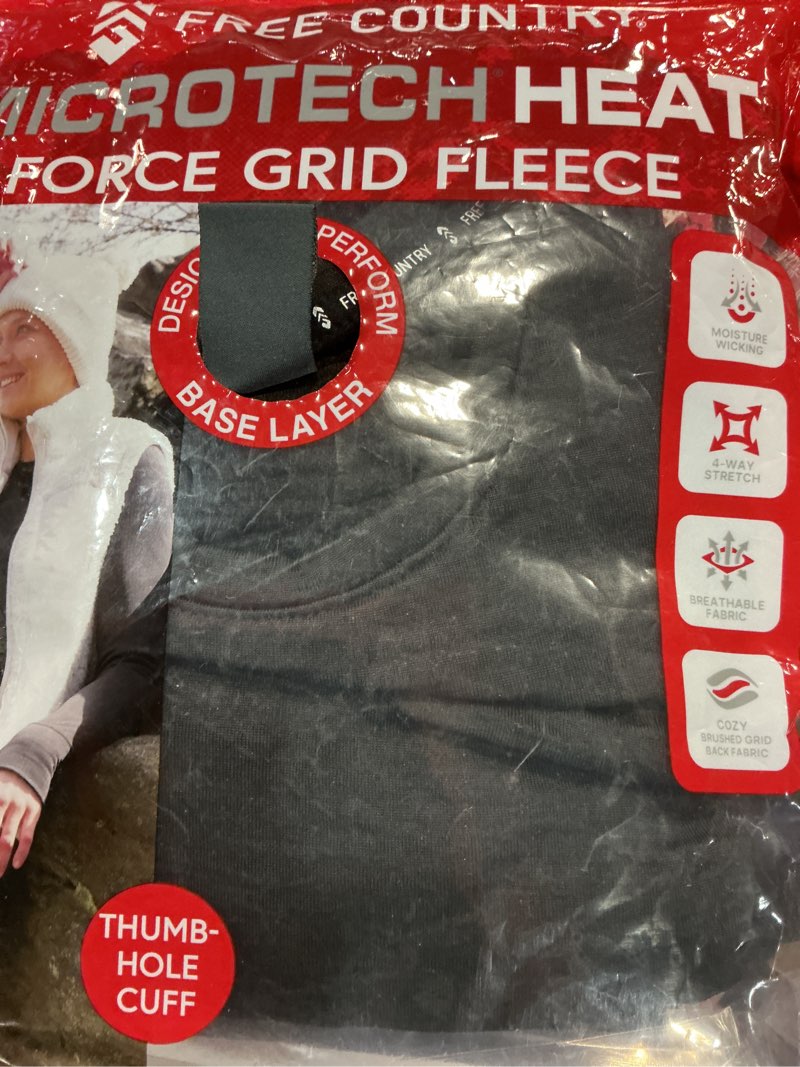 FREE COUNTRY
MICROTECH® HEAT
FORCE GRID FLEECE
PERFORM
BASE LAYER
MOISTURE
WICKING
4-WAY
STRETCH
BREATHABLE
FABRIC
COZY
BRUSHED GRID
BACK FABRIC
THUMB-
HOLE
CUFF